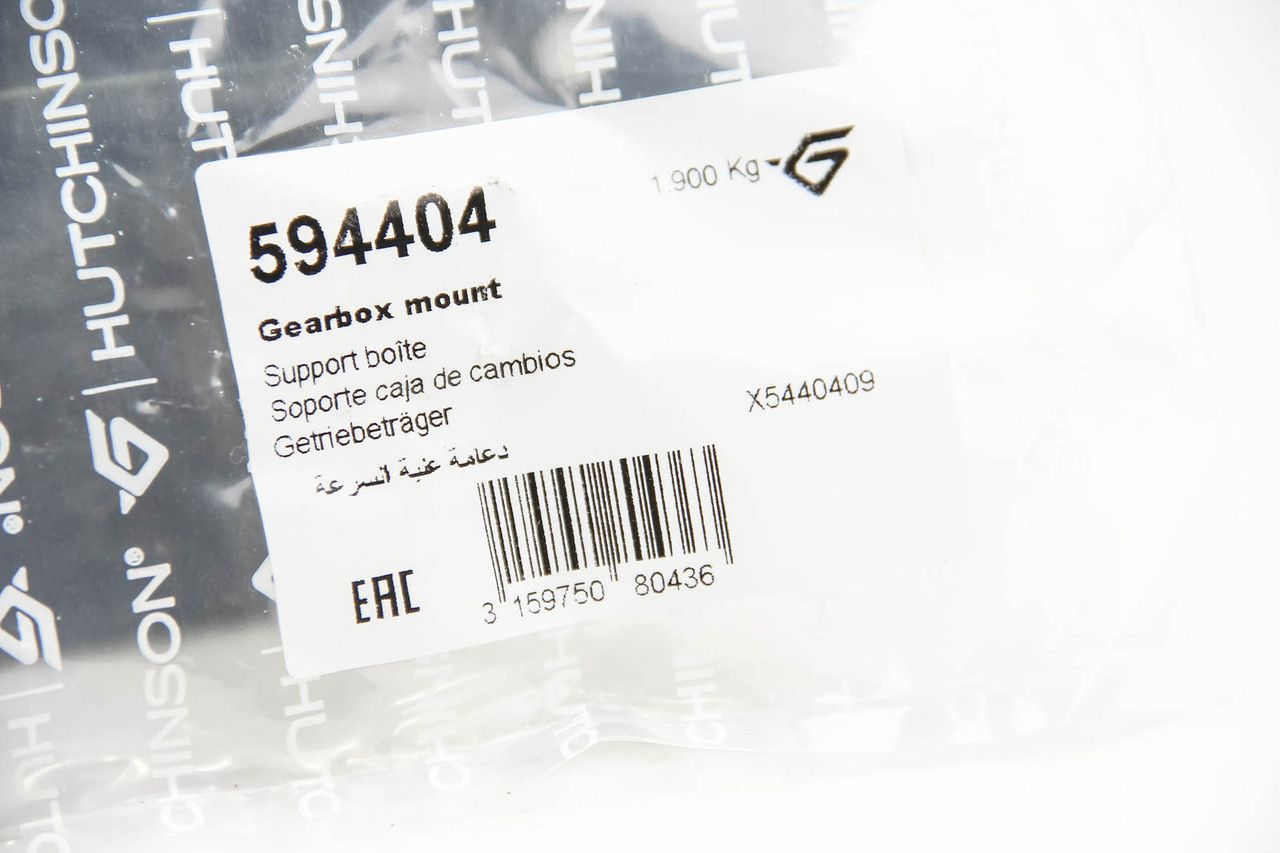 HUTCHINSON
594404
1.900 Kg
Gearbox mount
Support boîte
Soporte caja de cambios
Getriebeträger
دعامة علبة السرعة
X5440409
EAC
3 159750 80436